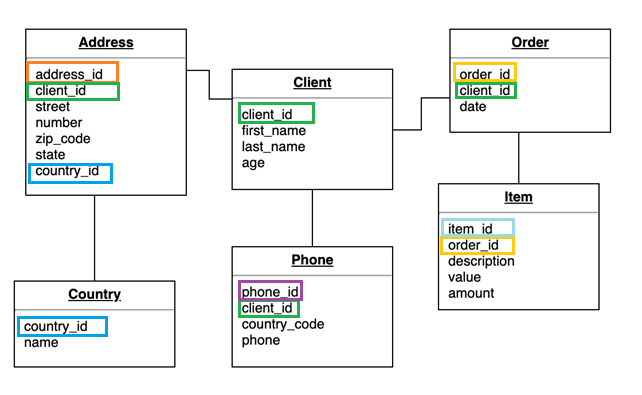 Address
address_id
client_id
street
number
zip_code
state
country_id
Client
client_id
first_name
last_name
age
Order
order_id
client_id
date
Item
item_id
order_id
description
value
amount
Phone
phone_id
client_id
country_code
phone
Country
country_id
name